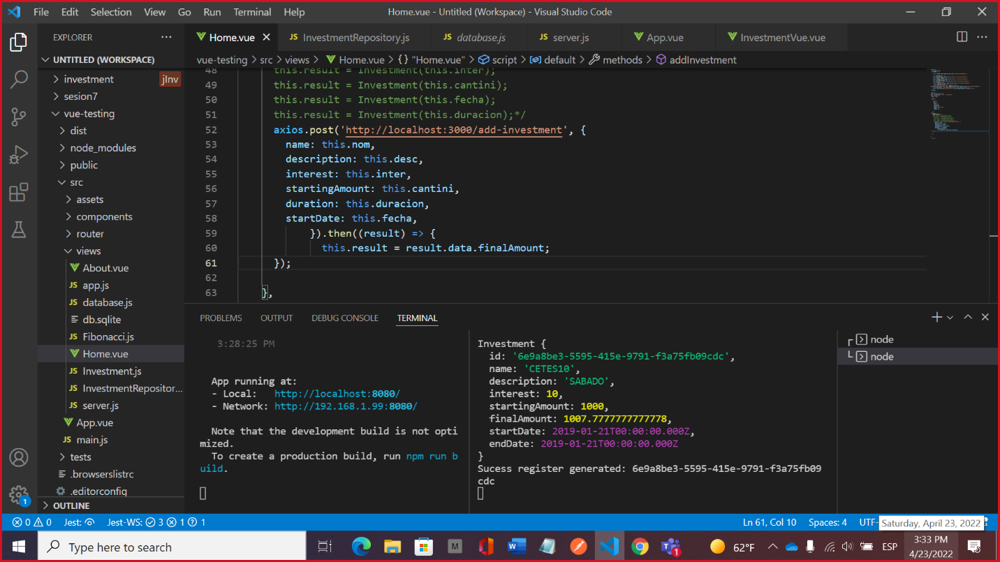 File Edit Selection View Go Run Terminal Help
Home.vue - Untitled (Workspace) - Visual Studio Code
EXPLORER
Home.vue
JS InvestmentRepository.js
JS database.js
JS server.js
App.vue
InvestmentVue.vue
UNTITLED (WORKSPACE)
vue-testing > src > views > Home.vue > {} "Home.vue" > script > default > methods > addInvestment
investment
jInv
sesion7
vue-testing
dist
node_modules
public
src
assets
components
router
views
About.vue
JS app.js
JS database.js
db.sqlite
JS Fibonacci.js
Home.vue
JS Investment.js
JS InvestmentRepositor...
JS server.js
App.vue
JS main.js
tests
.browserslistrc
.editorconfig
OUTLINE
48 this.result = Investment(this.inter);
49 this.result = Investment(this.cantini);
50 this.result = Investment(this.fecha);
51 this.result = Investment(this.duracion);*/
52 axios.post('http://localhost:3000/add-investment', {
53 name: this.nom,
54 description: this.desc,
55 interest: this.inter,
56 startingAmount: this.cantini,
57 duration: this.duracion,
58 startDate: this.fecha,
59 }).then((result) => {
60 this.result = result.data.finalAmount;
61 });
62
63 },
PROBLEMS OUTPUT DEBUG CONSOLE TERMINAL
3:28:25 PM
App running at:
- Local: http://localhost:8080/
- Network: http://192.168.1.99:8080/
Note that the development build is not opti
mized.
To create a production build, run npm run b
uild.
Investment {
id: '6e9a8be3-5595-415e-9791-f3a75fb09cdc',
name: 'CETES10',
description: 'SABADO',
interest: 10,
startingAmount: 1000,
finalAmount: 1007.7777777777778,
startDate: 2019-01-21T00:00:00.000Z,
endDate: 2019-01-21T00:00:00.000Z
}
Sucess register generated: 6e9a8be3-5595-415e-9791-f3a75fb09
cdc
node
node
1
0 0 Jest: Jest-WS: 3 1 1
Ln 61, Col 10 Spaces: 4 UTF-
Saturday, April 23, 2022
Type here to search
M
1
62°F
ESP
3:33 PM
4/23/2022